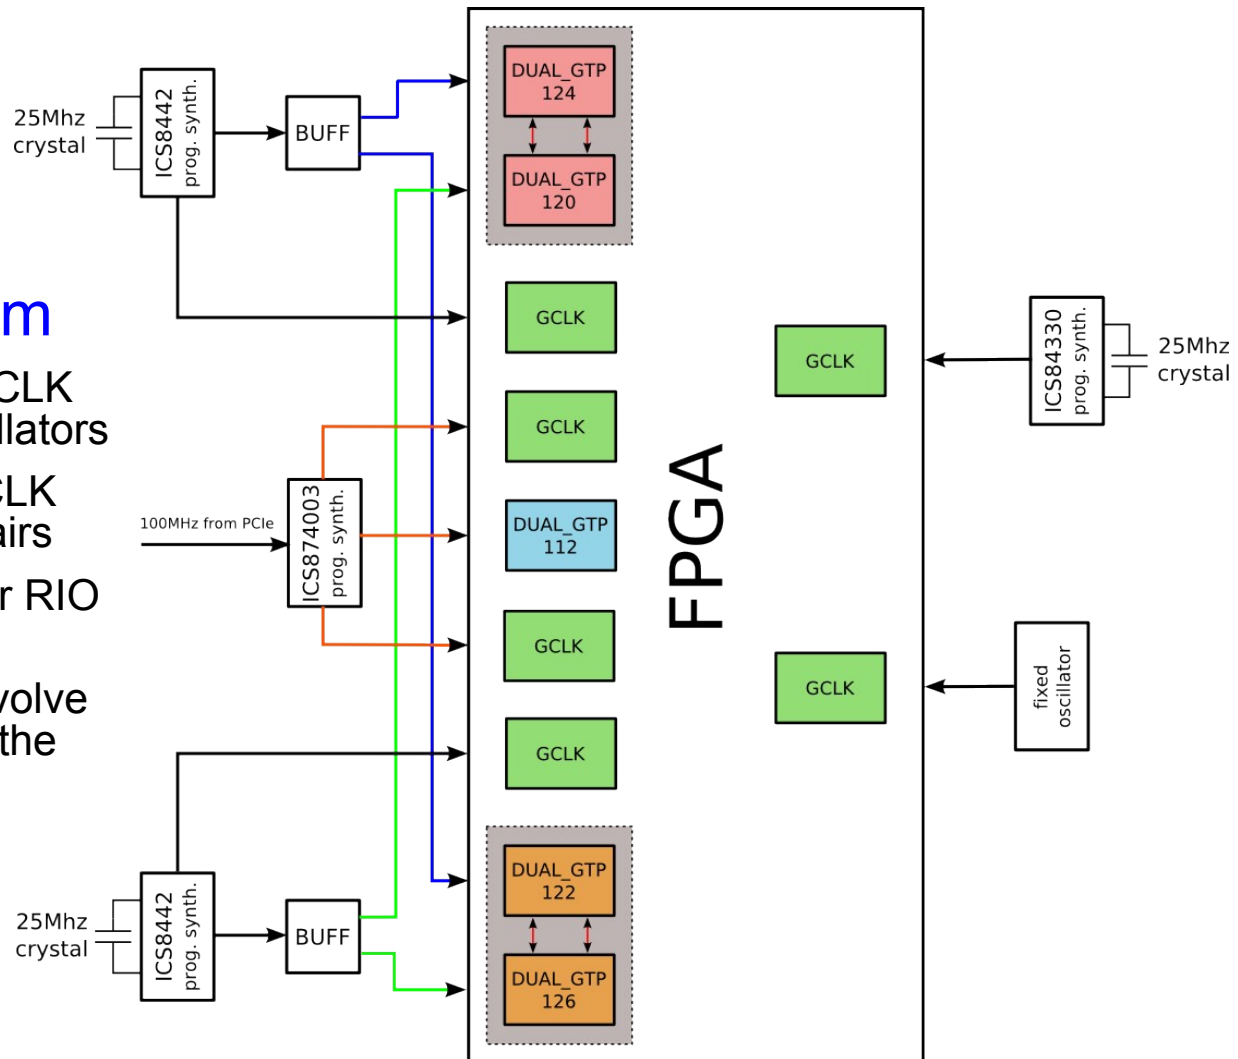 25Mhz
crystal
ICS8442
prog. synth.
BUFF
DUAL_GTP
124
DUAL_GTP
120
m
CLK
llators
CLK
airs
r RIO
volve
the
GCLK
GCLK
100MHz from PCIe
ICS874003
prog. synth.
DUAL_GTP
112
GCLK
GCLK
FPGA
GCLK
ICS84330
prog. synth.
25Mhz
crystal
GCLK
fixed
oscillator
25Mhz
crystal
ICS8442
prog. synth.
BUFF
DUAL_GTP
122
DUAL_GTP
126